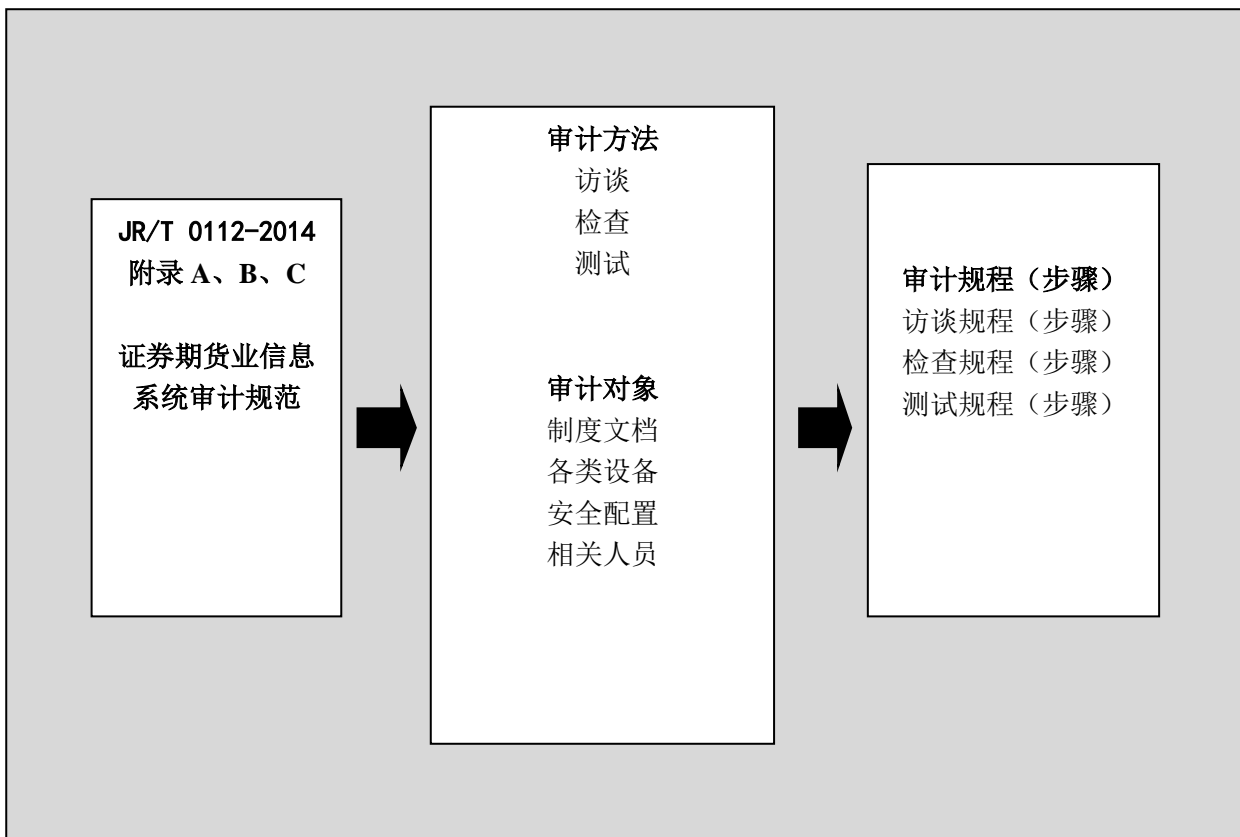 JR/T 0112-2014
附录 A、B、C
证券期货业信息
系统审计规范
审计方法
访谈
检查
测试
审计对象
制度文档
各类设备
安全配置
相关人员
审计规程（步骤）
访谈规程（步骤）
检查规程（步骤）
测试规程（步骤）